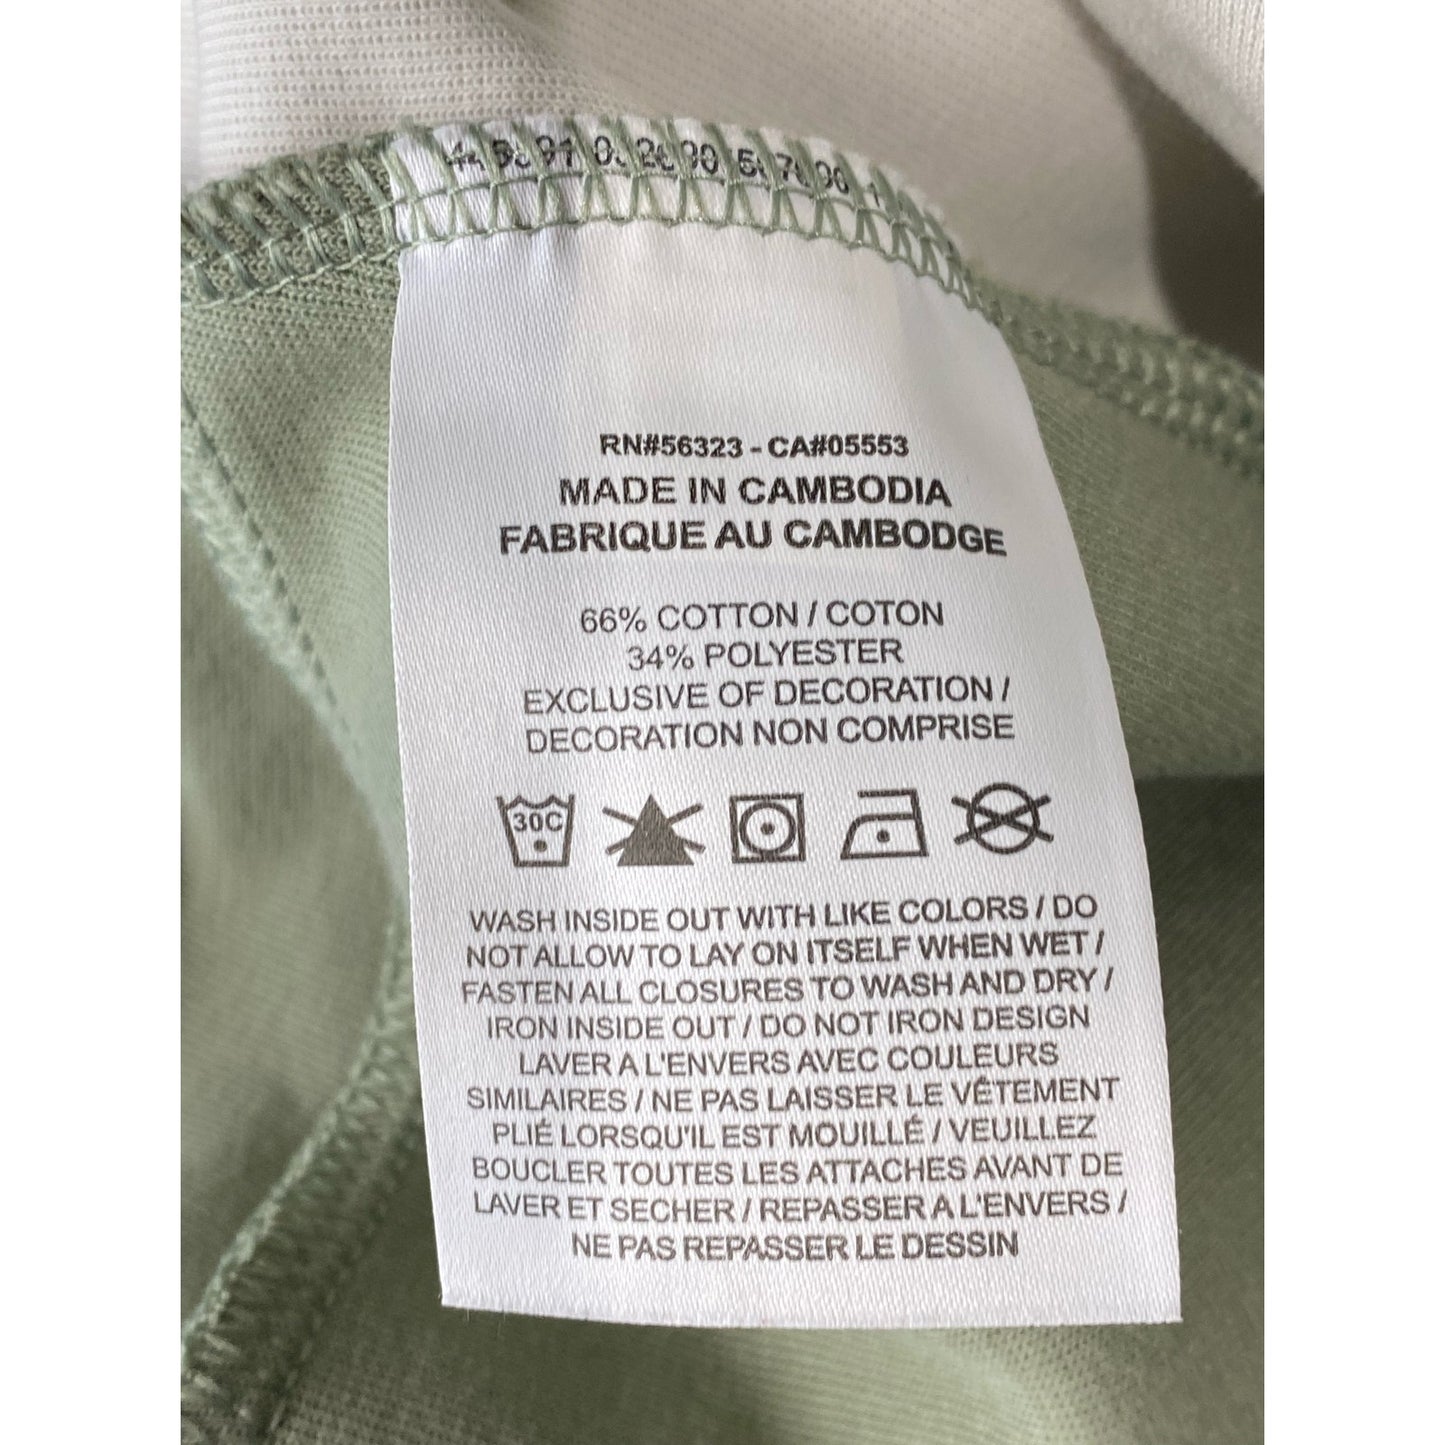 RN#56323 - CA#05553
MADE IN CAMBODIA
FABRIQUE AU CAMBODGE
66% COTTON / COTON
34% POLYESTER
EXCLUSIVE OF DECORATION /
DECORATION NON COMPRISE
30C
WASH INSIDE OUT WITH LIKE COLORS / DO
NOT ALLOW TO LAY ON ITSELF WHEN WET /
FASTEN ALL CLOSURES TO WASH AND DRY /
IRON INSIDE OUT / DO NOT IRON DESIGN
LAVER A L'ENVERS AVEC COULEURS
SIMILAIRES / NE PAS LAISSER LE VÊTEMENT
PLIÉ LORSQU'IL EST MOUILLÉ / VEUILLEZ
BOUCLER TOUTES LES ATTACHES AVANT DE
LAVER ET SECHER / REPASSER A L'ENVERS /
NE PAS REPASSER LE DESSIN